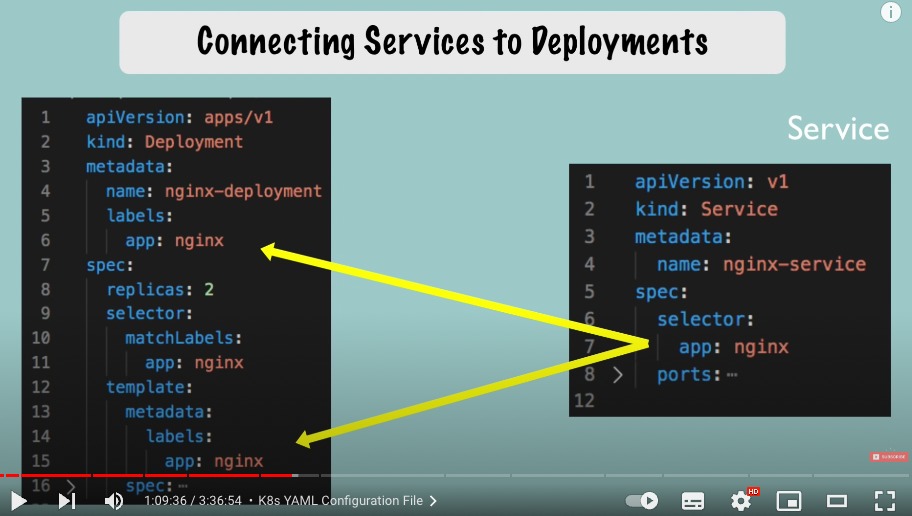 Connecting Services to Deployments
1 apiVersion: apps/v1
2 kind: Deployment
3 metadata:
4 name: nginx-deployment
5 labels:
6 app: nginx
7 spec:
8 replicas: 2
9 selector:
10 matchLabels:
11 app: nginx
12 template:
13 metadata:
14 labels:
15 app: nginx
16 > spec:⋯
Service
1 apiVersion: v1
2 kind: Service
3 metadata:
4 name: nginx-service
5 spec:
6 selector:
7 app: nginx
8 > ports:⋯
12
SUBSCRIBE
1:09:36 / 3:36:54 • K8s YAML Configuration File >
HD
i